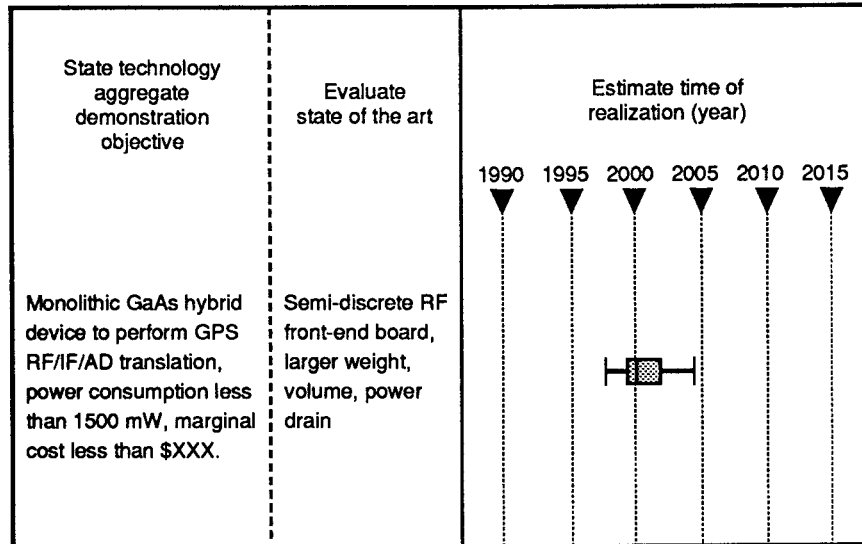 State technology
aggregate
demonstration
objective
Evaluate
state of the art
Estimate time of
realization (year)
1990 1995 2000 2005 2010 2015
Monolithic GaAs hybrid
device to perform GPS
RF/IF/AD translation,
power consumption less
than 1500 mW, marginal
cost less than $XXX.
Semi-discrete RF
front-end board,
larger weight,
volume, power
drain